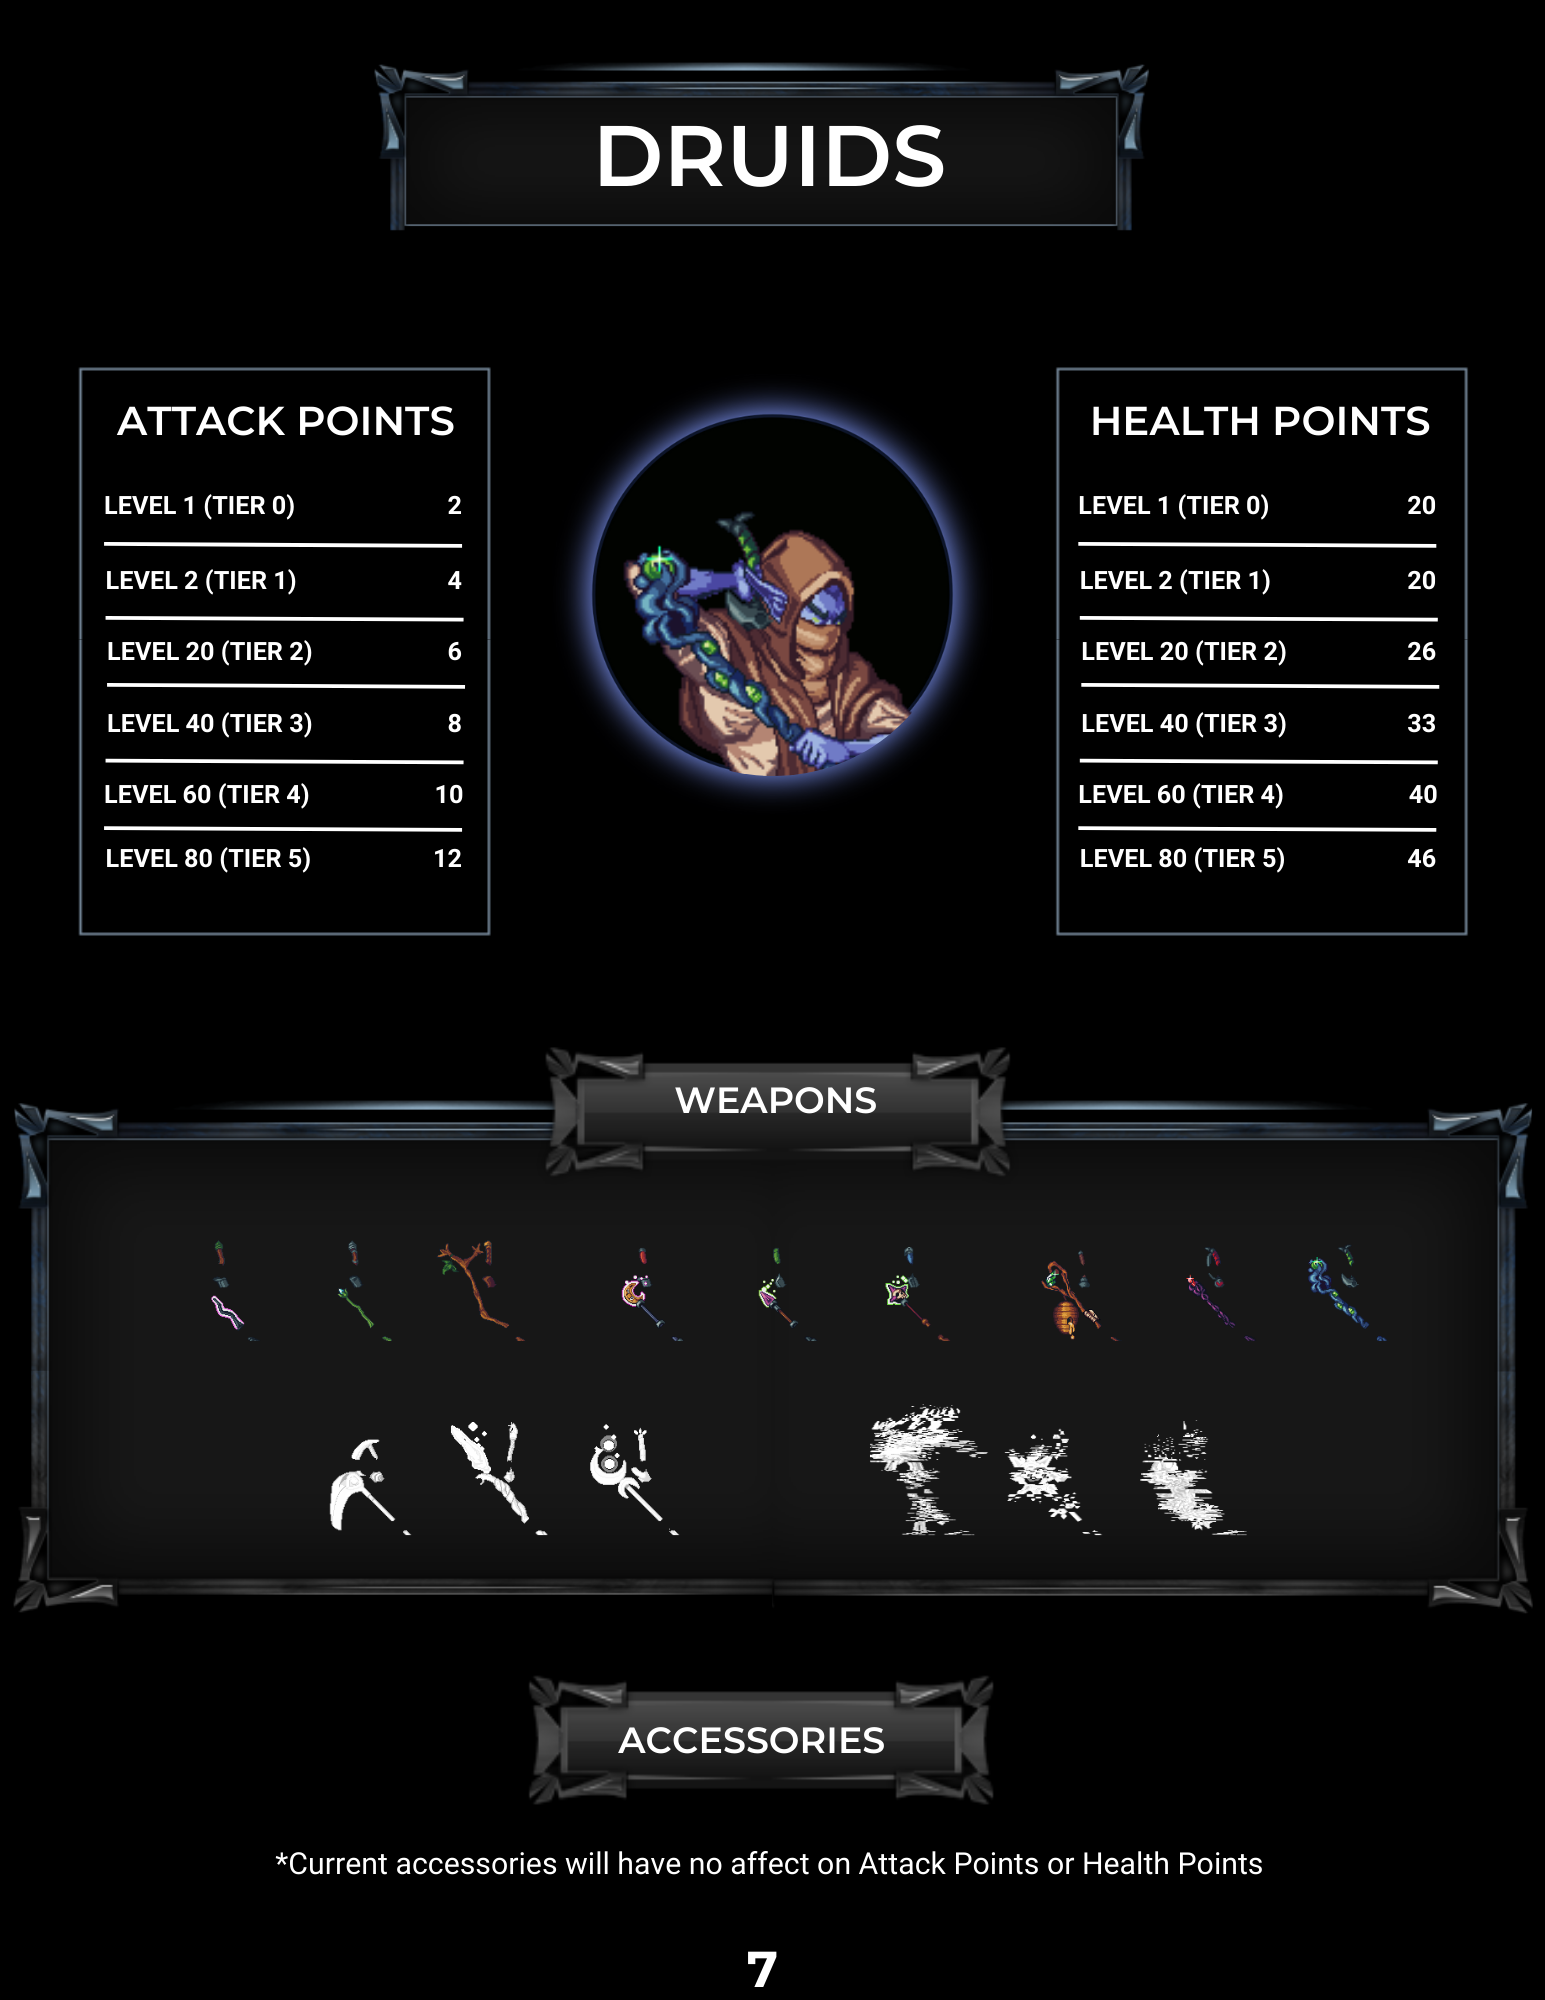 DRUIDS
ATTACK POINTS
LEVEL 1 (TIER 0) 2
LEVEL 2 (TIER 1) 4
LEVEL 20 (TIER 2) 6
LEVEL 40 (TIER 3) 8
LEVEL 60 (TIER 4) 10
LEVEL 80 (TIER 5) 12
HEALTH POINTS
LEVEL 1 (TIER 0) 20
LEVEL 2 (TIER 1) 20
LEVEL 20 (TIER 2) 26
LEVEL 40 (TIER 3) 33
LEVEL 60 (TIER 4) 40
LEVEL 80 (TIER 5) 46
WEAPONS
ACCESSORIES
*Current accessories will have no affect on Attack Points or Health Points
7